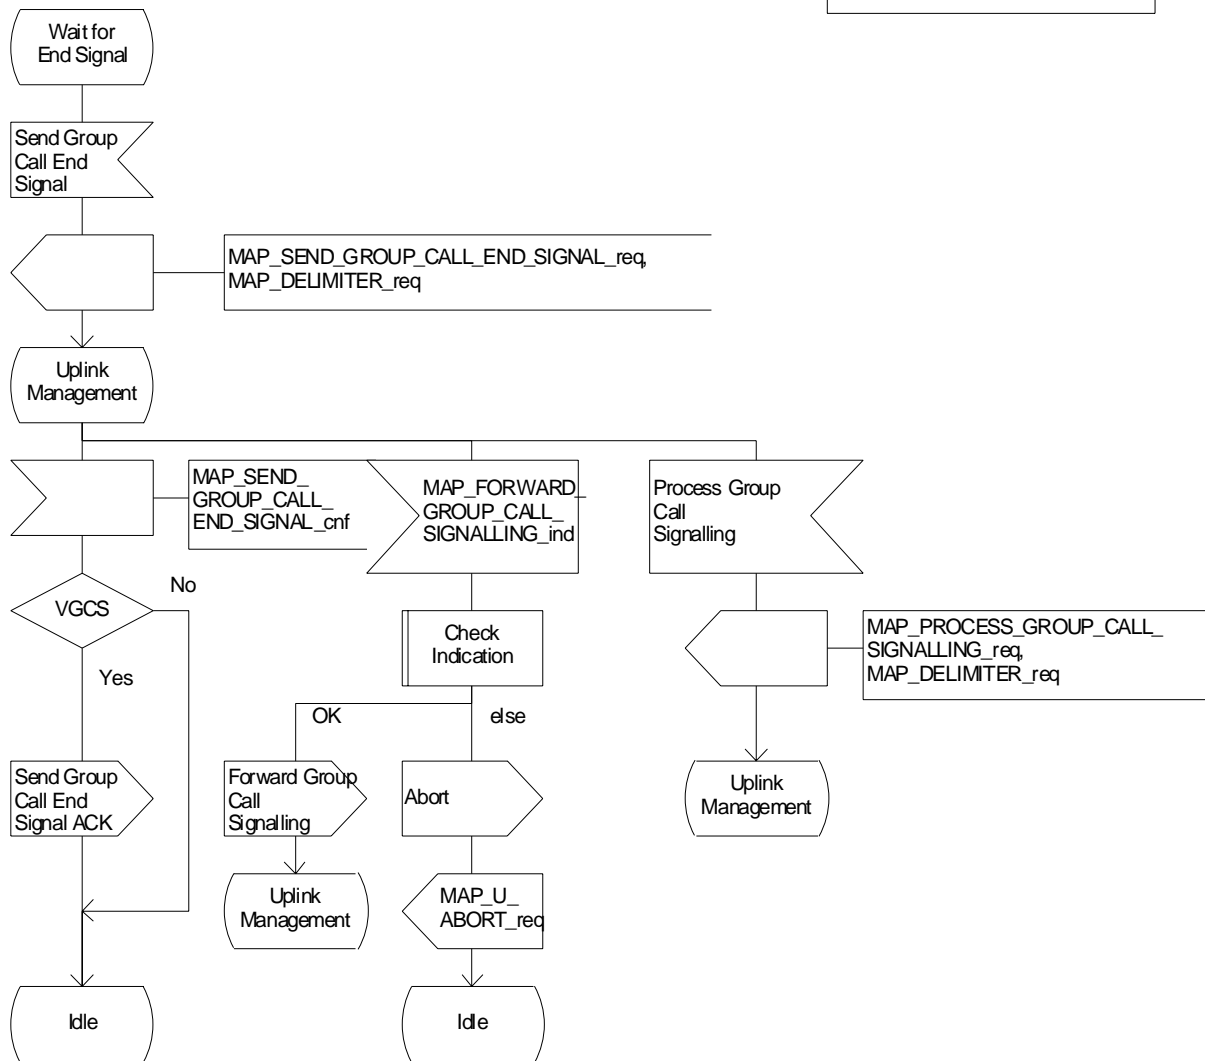 Wait for
End Signal
Send Group
Call End
Signal
MAP_SEND_GROUP_CALL_END_SIGNAL_req,
MAP_DELIMITER_req
Uplink
Management
MAP_SEND_
GROUP_CALL_
END_SIGNAL_cnf
MAP_FORWARD_
GROUP_CALL_
SIGNALLING_ind
Process Group
Call
Signalling
VGCS
No
Yes
Check
Indication
MAP_PROCESS_GROUP_CALL_
SIGNALLING_req,
MAP_DELIMITER_req
OK
else
Send Group
Call End
Signal ACK
Forward Group
Call
Signalling
Abort
Uplink
Management
Uplink
Management
MAP_U_
ABORT_req
Idle
Idle